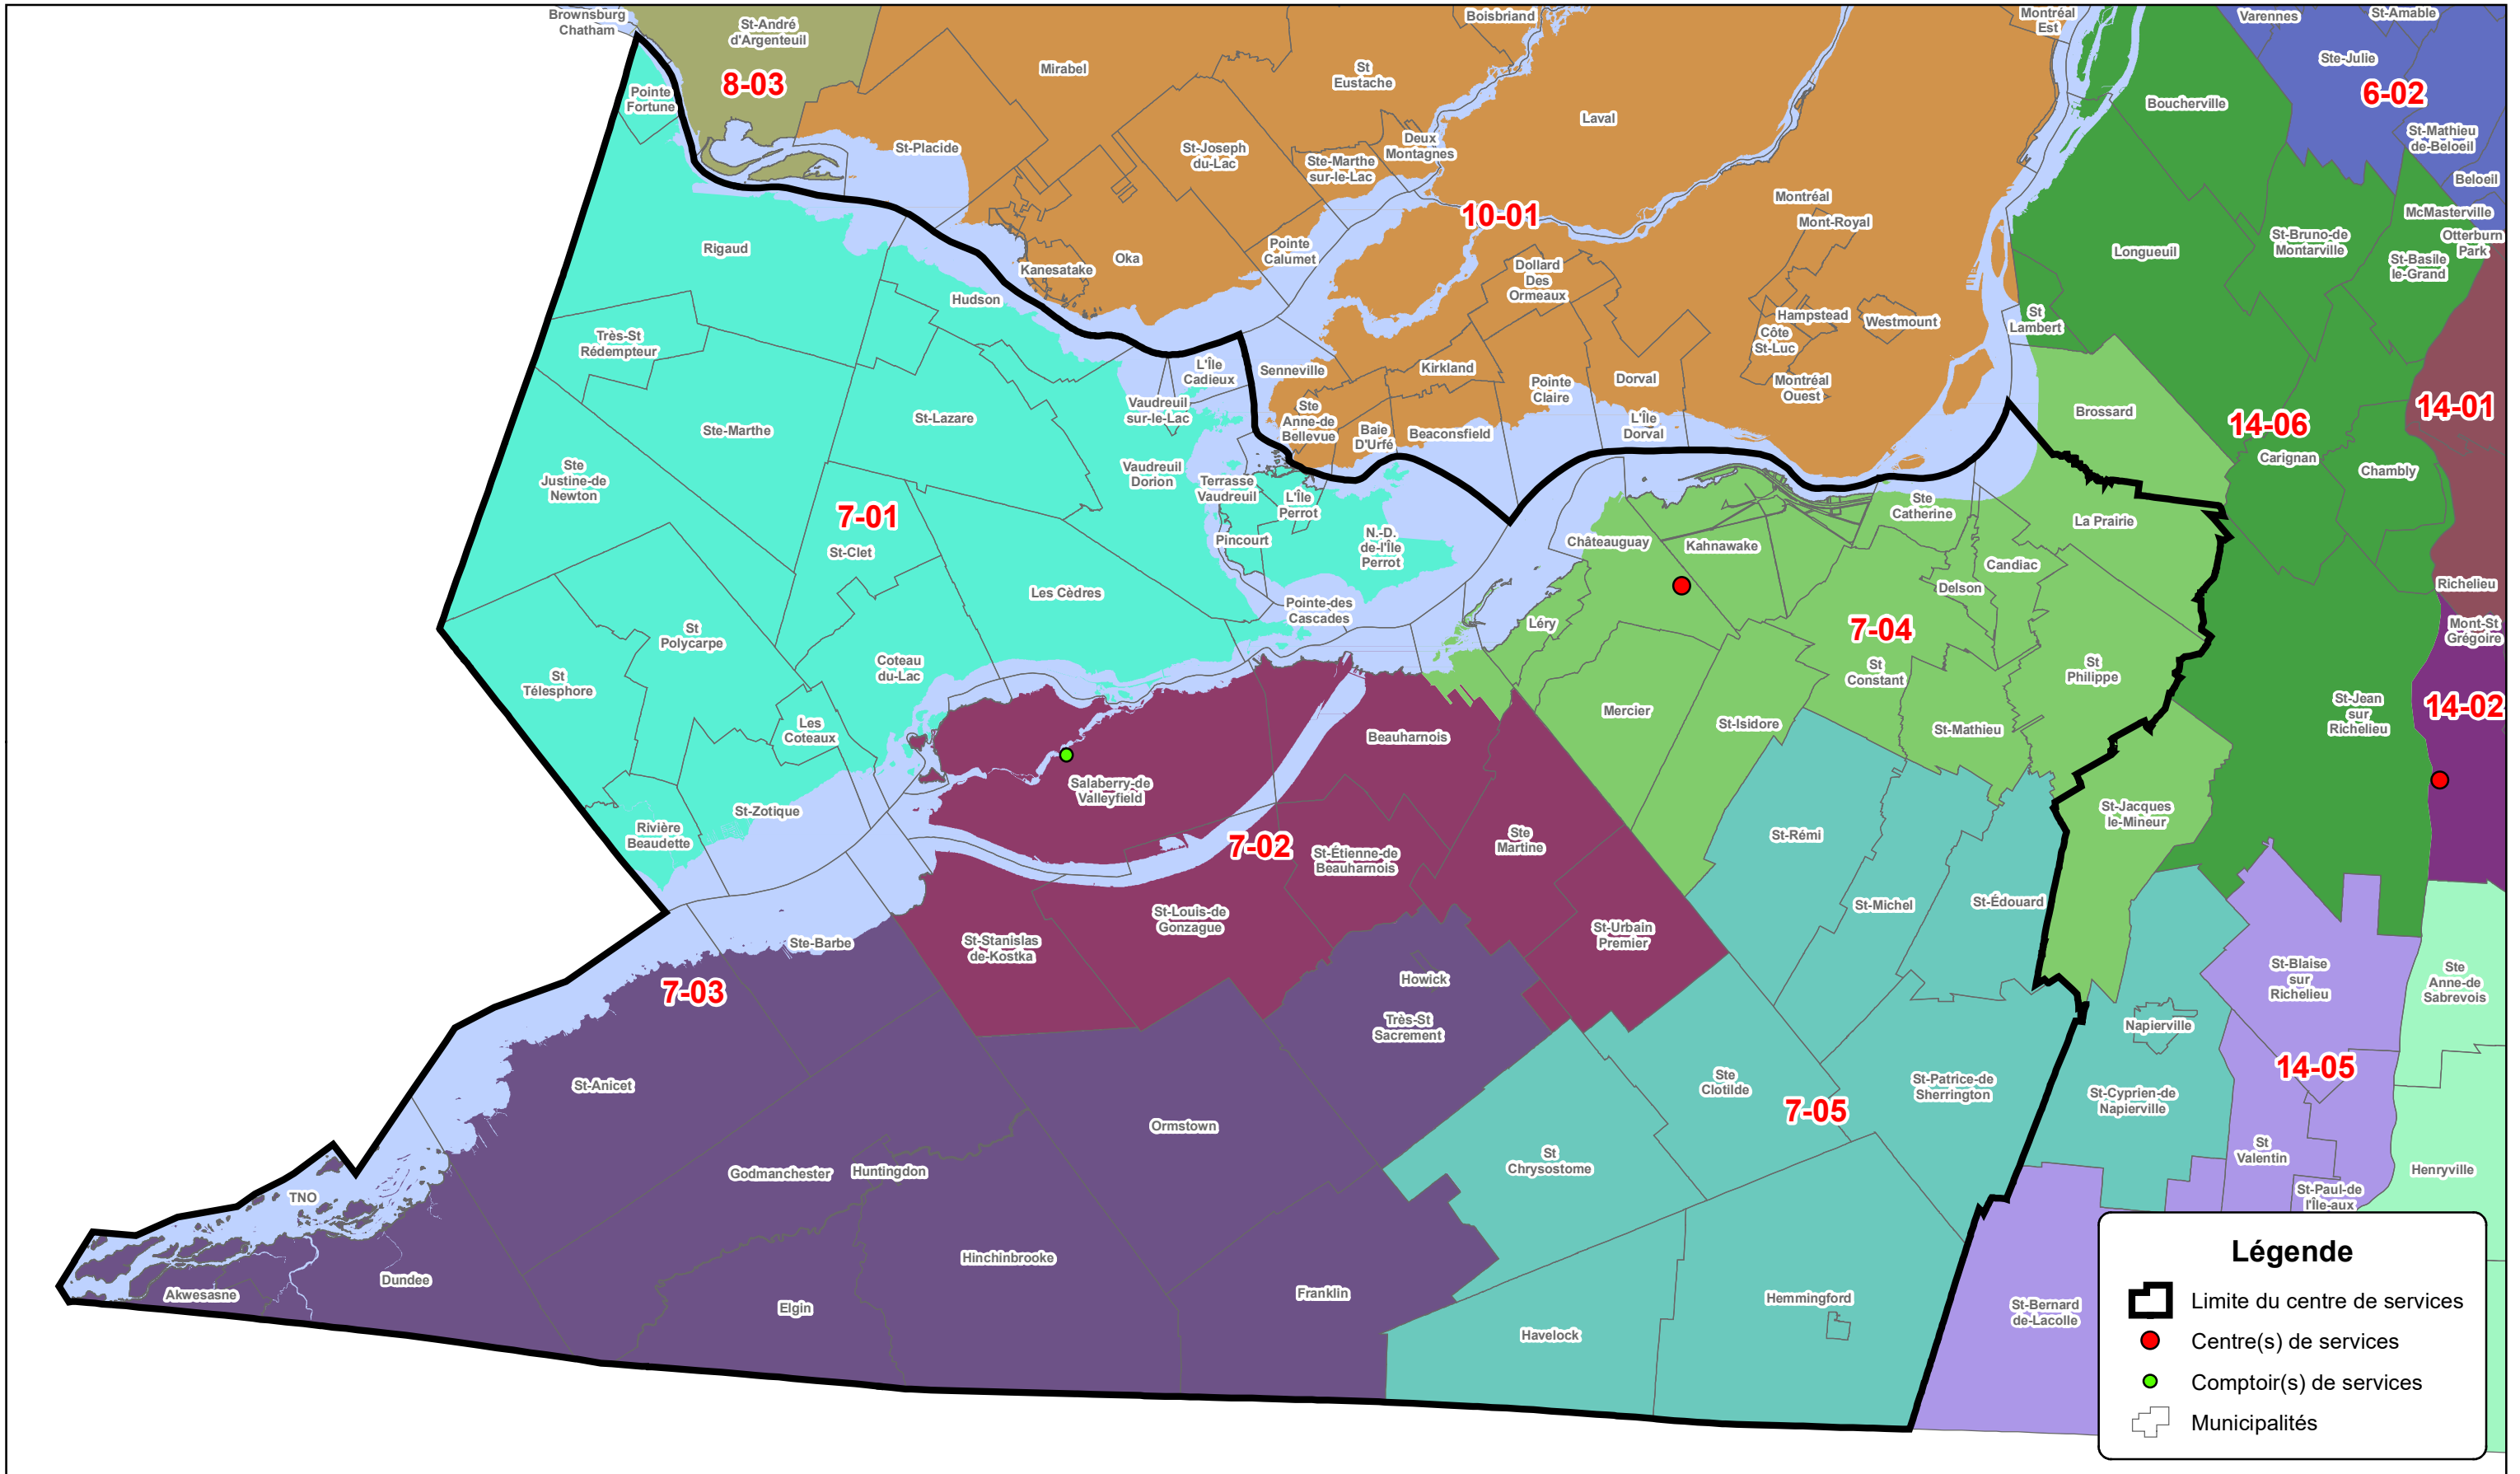 Brownsburg
Chatham
St-André
d'Argenteuil
8-03
Pointe
Fortune
Mirabel
Boisbriand
St
Eustache
Montréal
Est
Varennes
St-Amable
Ste-Julie
6-02
Boucherville
St-Mathieu
de-Beloeil
Beloeil
Laval
Deux
Montagnes
St-Placide
St-Joseph
du-Lac
Ste-Marthe
sur-le-Lac
10-01
Montréal
Mont-Royal
McMasterville
Otterburn
Park
St-Bruno-de
Montarville
St-Basile
le-Grand
Longueuil
Rigaud
Oka
Kanesatake
Pointe
Calumet
Dollard
Des
Ormeaux
Hudson
Hampstead
Westmount
Côte
St-Luc
St
Lambert
Très-St
Rédempteur
L'Île
Cadieux
Senneville
Kirkland
Pointe
Claire
Dorval
Montréal
Ouest
Brossard
14-06
14-01
Carignan
Chambly
St-Lazare
Ste-Marthe
Vaudreuil
sur-le-Lac
Ste
Anne-de
Bellevue
Baie
D'Urfé
Beaconsfield
L'Île
Dorval
Ste
Justine-de
Newton
Vaudreuil
Dorion
Terrasse
Vaudreuil
L'Île
Perrot
7-01
St-Clet
Pincourt
N.-D.
de-l'Île
Perrot
Châteauguay
Kahnawake
Ste
Catherine
La Prairie
Candiac
Delson
Richelieu
Les Cèdres
Pointe-des
Cascades
Léry
7-04
Mont-St
Grégoire
St
Polycarpe
St
Constant
St
Philippe
St
Télesphore
Coteau
du-Lac
Les
Coteaux
Mercier
St-Isidore
St-Mathieu
St-Jean
sur
Richelieu
14-02
Beauharnois
Salaberry-de
Valleyfield
St-Zotique
Rivière
Beaudette
7-02
St-Étienne-de
Beauharnois
Ste
Martine
St-Rémi
St-Jacques
le-Mineur
St-Michel
St-Édouard
St-Louis-de
Gonzague
St-Urbain
Premier
Ste-Barbe
St-Stanislas
de-Kostka
7-03
Howick
Très-St
Sacrement
St-Blaise
sur
Richelieu
Ste
Anne-de
Sabrevois
Napierville
14-05
St-Anicet
Ste
Clotilde
St-Patrice-de
Sherrington
7-05
St-Cyprien-de
Napierville
Ormstown
St
Chrysostome
St
Valentin
Henryville
Godmanchester
Huntingdon
TNO
St-Paul-de
l'Île-aux
Hinchinbrooke
Dundee
Akwesasne
Elgin
Franklin
Havelock
Hemmingford
St-Bernard
de-Lacolle
Légende
Limite du centre de services
Centre(s) de services
Comptoir(s) de services
Municipalités